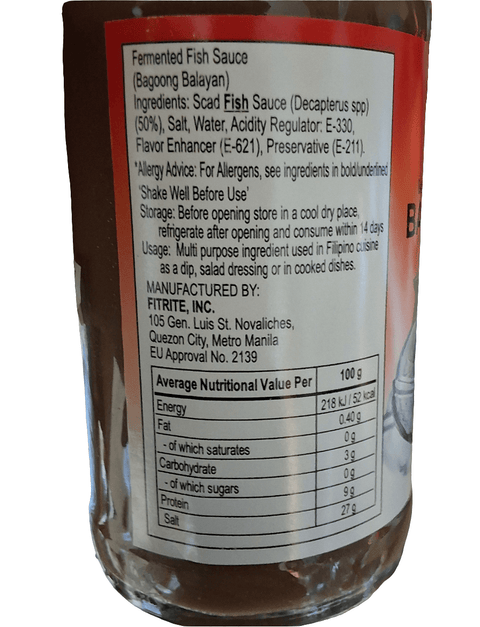 Fermented Fish Sauce
(Bagoong Balayan)
Ingredients: Scad Fish Sauce (Decapterus spp)
(50%), Salt, Water, Acidity Regulator: E-330,
Flavor Enhancer (E-621), Preservative (E-211).
*Allergy Advice: For Allergens, see ingredients in bold/underlined
'Shake Well Before Use'
Storage: Before opening store in a cool dry place,
refrigerate after opening and consume within 14 days
Usage: Multi purpose ingredient used in Filipino cuisine
as a dip, salad dressing or in cooked dishes.
MANUFACTURED BY:
FITRITE, INC.
105 Gen. Luis St. Novaliches,
Quezon City, Metro Manila
EU Approval No. 2139
Average Nutritional Value Per 100 g
Energy 218 kJ / 52 kcal
Fat 0.40 g
- of which saturates 0 g
Carbohydrate 3 g
- of which sugars 0 g
Protein 9 g
Salt 27 g